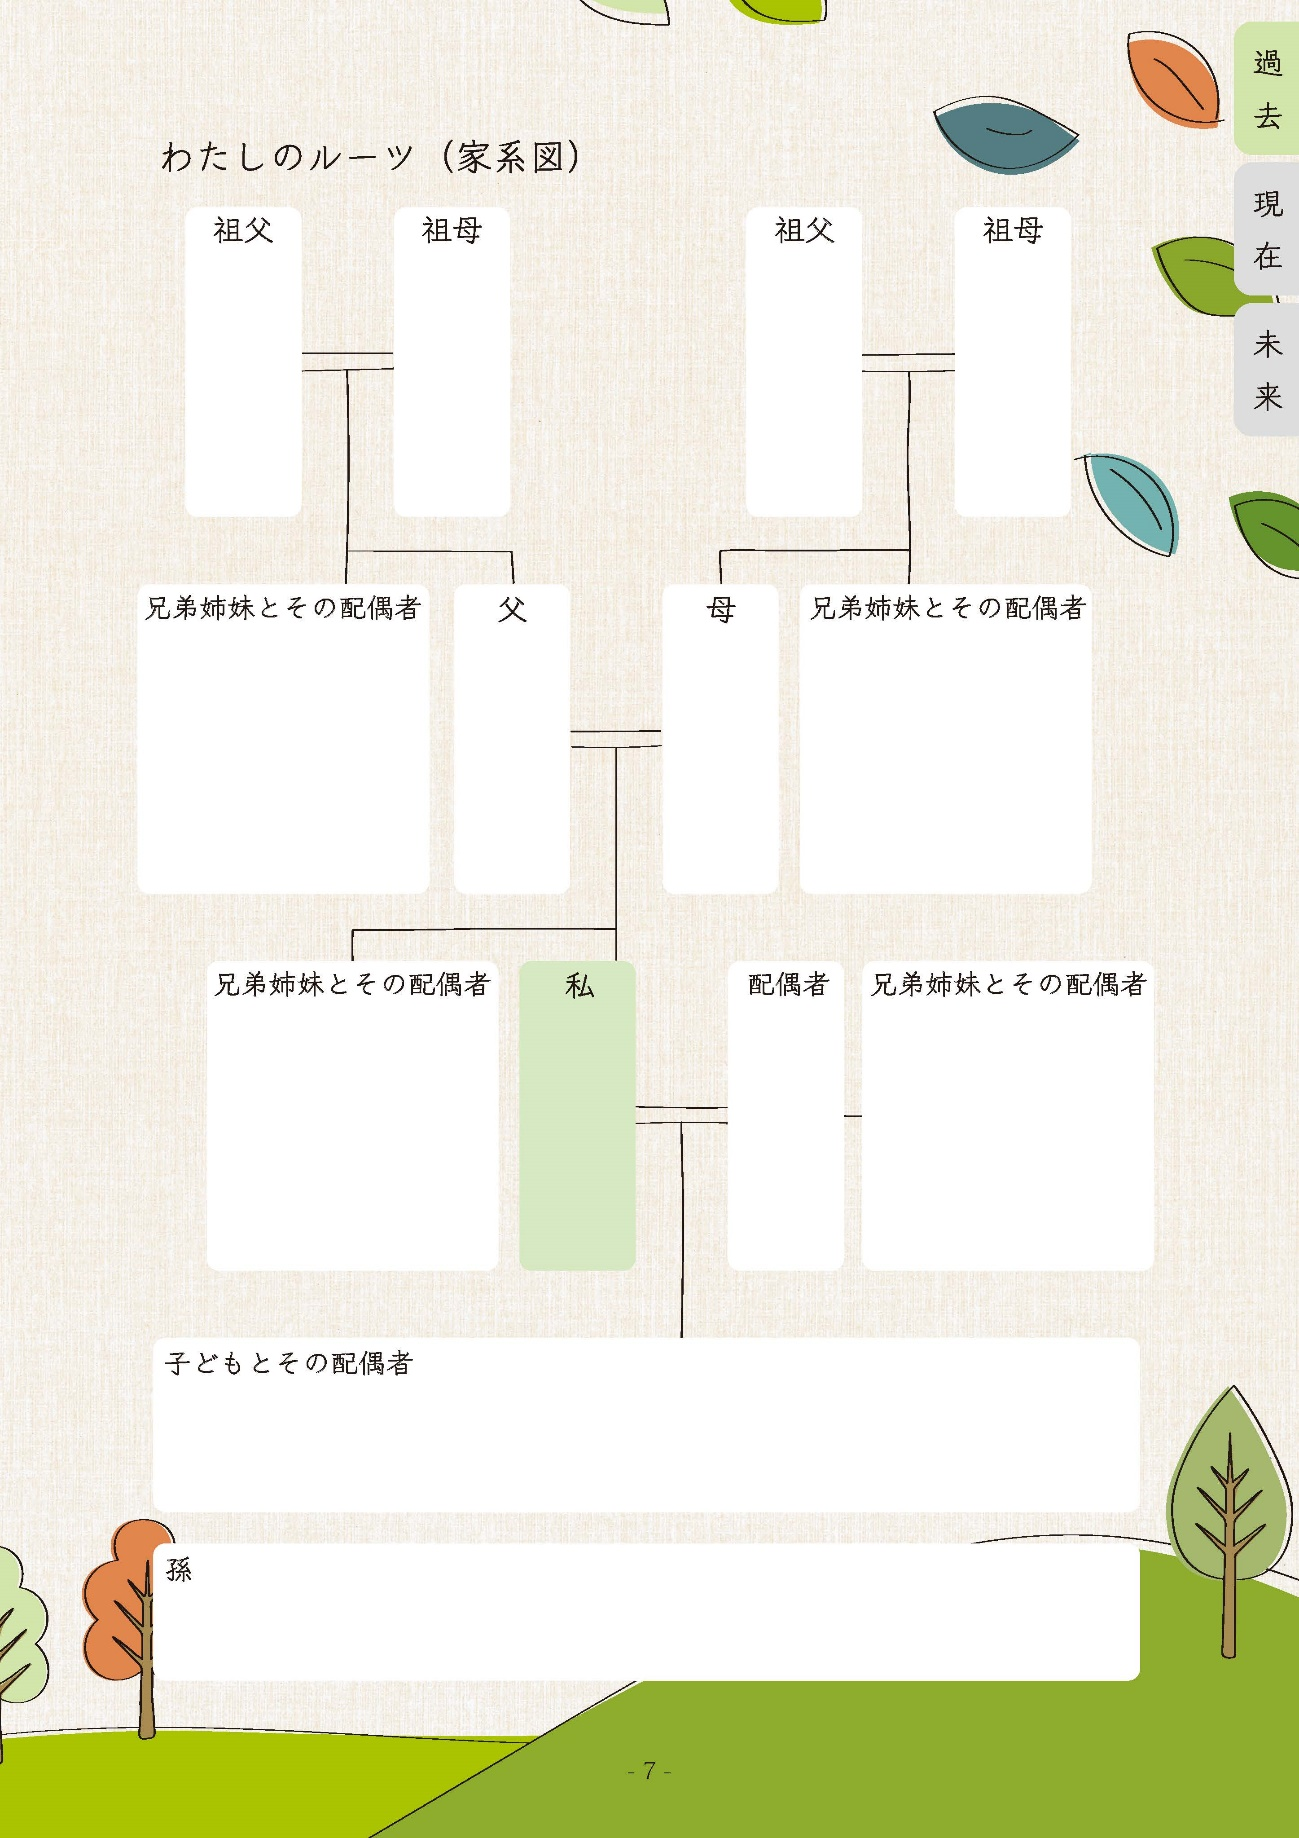 わたしのルーツ（家系図）
祖父
祖母
祖父
祖母
兄弟姉妹とその配偶者
父
母
兄弟姉妹とその配偶者
兄弟姉妹とその配偶者
私
配偶者
兄弟姉妹とその配偶者
子どもとその配偶者
孫
過去
現在
未来
- 7 -